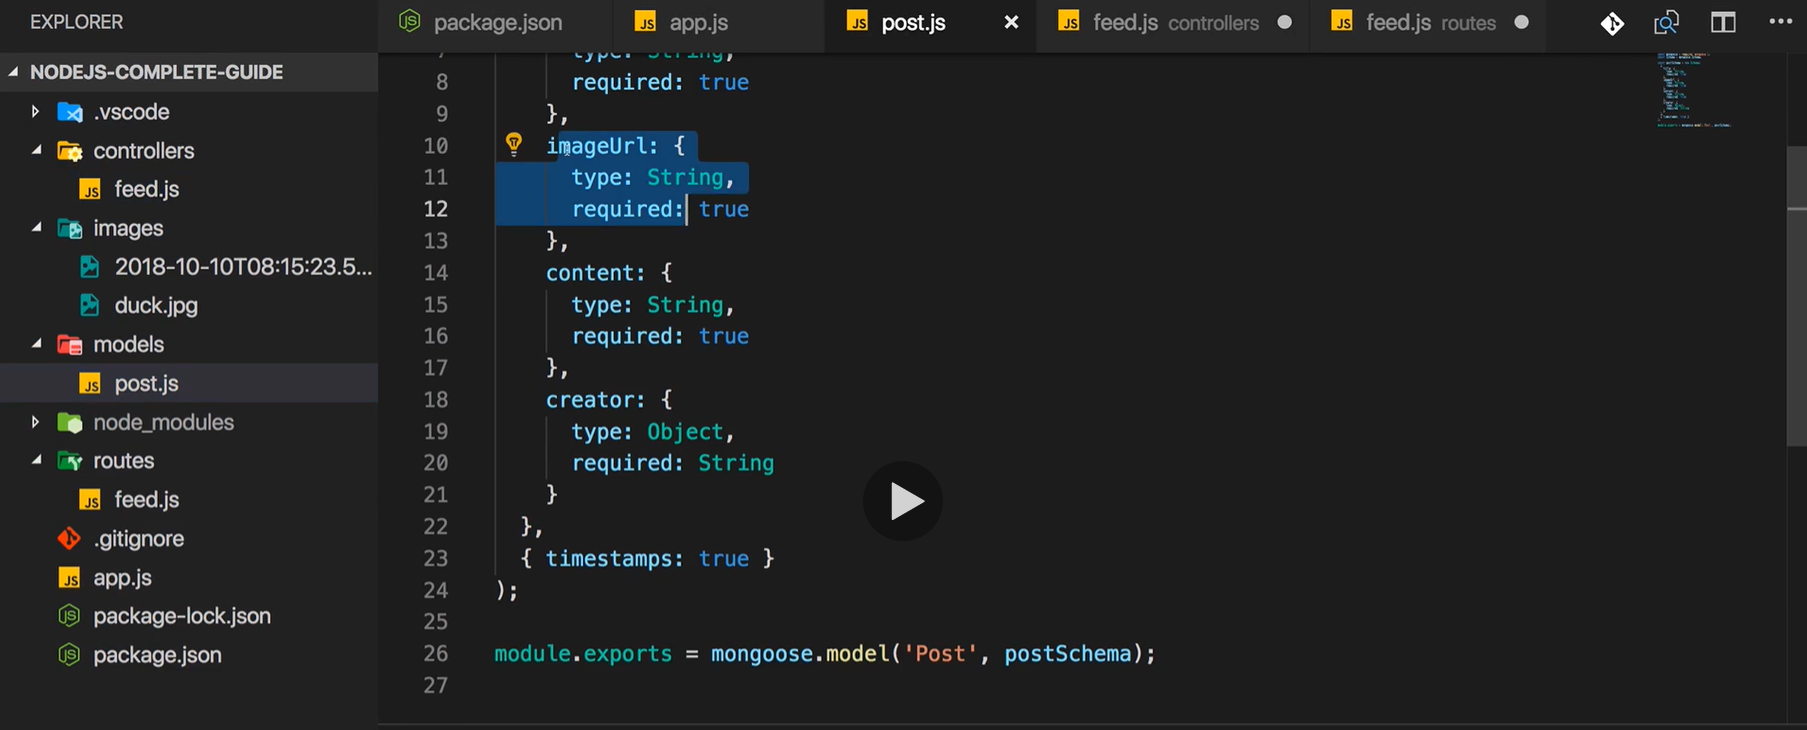 EXPLORER
NODEJS-COMPLETE-GUIDE
.vscode
controllers
feed.js
images
2018-10-10T08:15:23.5...
duck.jpg
models
post.js
node_modules
routes
feed.js
.gitignore
app.js
package-lock.json
package.json
package.json
app.js
post.js
feed.js controllers
feed.js routes
7 type: String,
8 required: true
9 },
10 imageUrl: {
11 type: String,
12 required: true
13 },
14 content: {
15 type: String,
16 required: true
17 },
18 creator: {
19 type: Object,
20 required: String
21 }
22 },
23 { timestamps: true }
24 );
25
26 module.exports = mongoose.model('Post', postSchema);
27